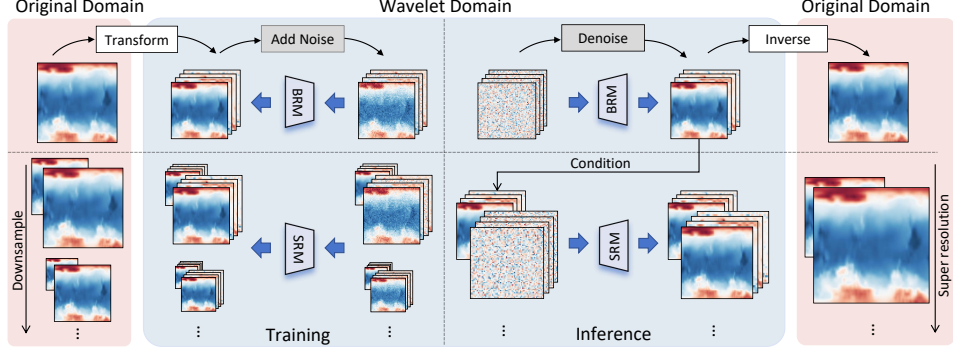 Original Domain
Wavelet Domain
Original Domain
Transform
Add Noise
Denoise
Inverse
BRM
BRM
Condition
Downsample
SRM
SRM
Super resolution
...
...
...
Training
...
Inference
...
...